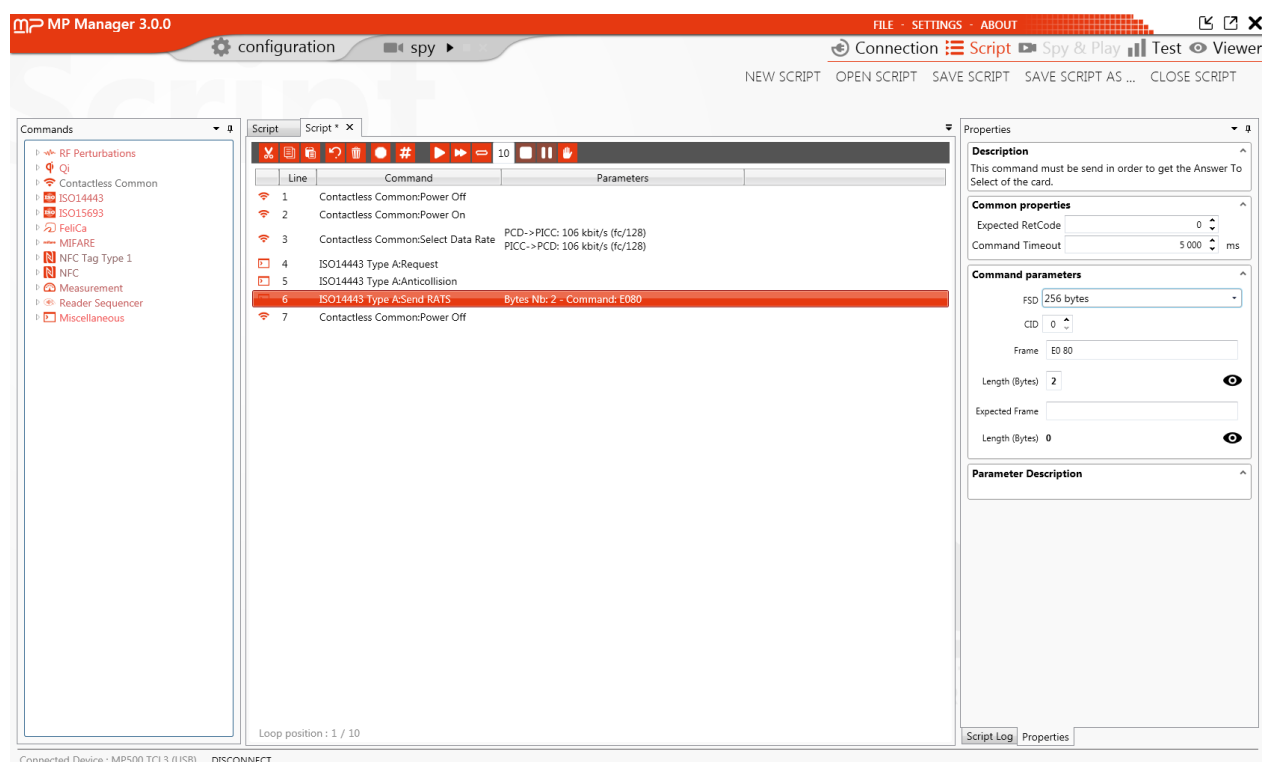 MP Manager 3.0.0
FILE - SETTINGS - ABOUT
configuration
spy
Connection
Script
Spy & Play
Test
Viewer
Script
NEW SCRIPT
OPEN SCRIPT
SAVE SCRIPT
SAVE SCRIPT AS ...
CLOSE SCRIPT
Commands
RF Perturbations
Qi
Contactless Common
ISO14443
ISO15693
FeliCa
MIFARE
NFC Tag Type 1
NFC
Measurement
Reader Sequencer
Miscellaneous
Script
Script * X
10
Line Command Parameters
1 Contactless Common:Power Off
2 Contactless Common:Power On
3 Contactless Common:Select Data Rate PCD->PICC: 106 kbit/s (fc/128)
PICC->PCD: 106 kbit/s (fc/128)
4 ISO14443 Type A:Request
5 ISO14443 Type A:Anticollision
6 ISO14443 Type A:Send RATS Bytes Nb: 2 - Command: E080
7 Contactless Common:Power Off
Loop position : 1 / 10
Properties
Description
This command must be send in order to get the Answer To
Select of the card.
Common properties
Expected RetCode 0
Command Timeout 5 000 ms
Command parameters
FSD 256 bytes
CID 0
Frame E0 80
Length (Bytes) 2
Expected Frame
Length (Bytes) 0
Parameter Description
Script Log Properties
Connected Device : MP500 TCL3 (USB) DISCONNECT